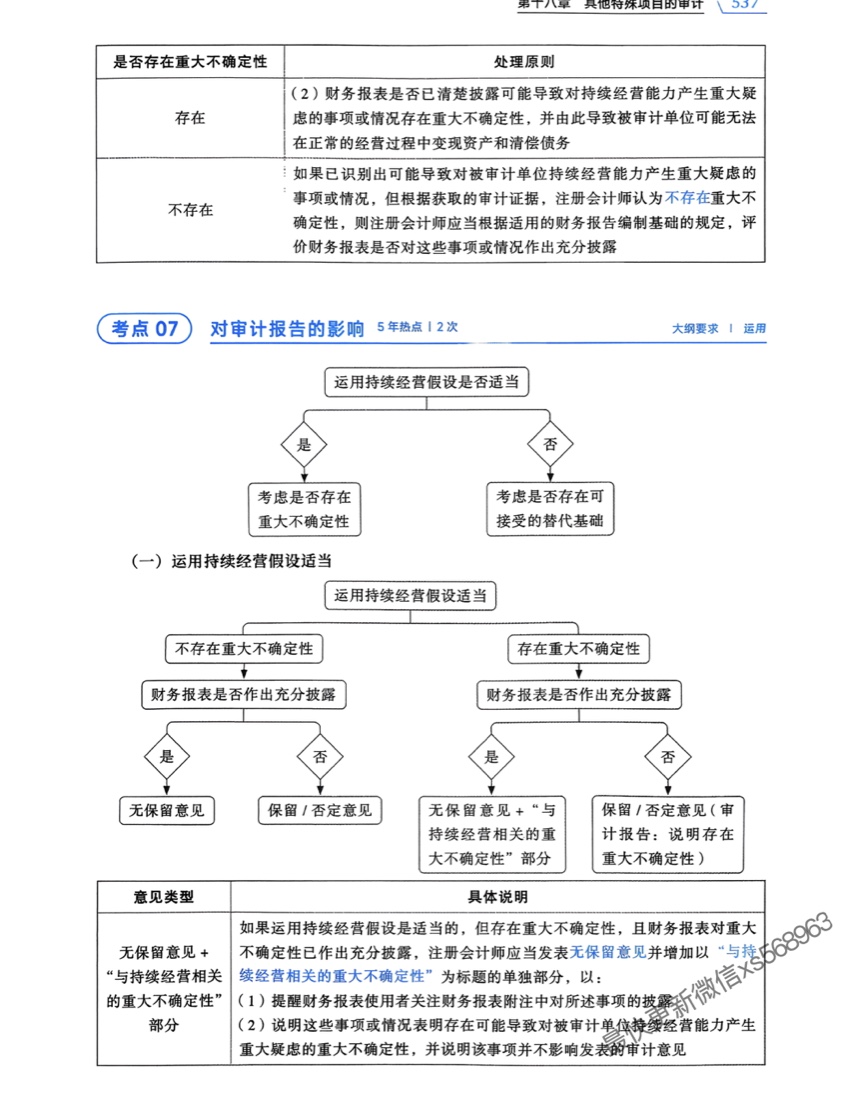 第十八章 其他特殊项目的审计 537
是否存在重大不确定性 处理原则
存在
（2）财务报表是否已清楚披露可能导致对持续经营能力产生重大疑
虑的事项或情况存在重大不确定性，并由此导致被审计单位可能无法
在正常的经营过程中变现资产和清偿债务
不存在
如果已识别出可能导致对被审计单位持续经营能力产生重大疑虑的
事项或情况，但根据获取的审计证据，注册会计师认为不存在重大不
确定性，则注册会计师应当根据适用的财务报告编制基础的规定，评
价财务报表是否对这些事项或情况作出充分披露
考点 07 对审计报告的影响 5年热点 | 2次 大纲要求 | 运用
运用持续经营假设是否适当
是 否
考虑是否存在
重大不确定性
考虑是否存在可
接受的替代基础
（一）运用持续经营假设适当
运用持续经营假设适当
不存在重大不确定性 存在重大不确定性
财务报表是否作出充分披露 财务报表是否作出充分披露
是 否 是 否
无保留意见
保留 / 否定意见
无保留意见 + “与
持续经营相关的重
大不确定性”部分
保留 / 否定意见（审
计报告：说明存在
重大不确定性）
意见类型 具体说明
无保留意见 +
“与持续经营相关
的重大不确定性”
部分
如果运用持续经营假设是适当的，但存在重大不确定性，且财务报表对重大
不确定性已作出充分披露，注册会计师应当发表无保留意见并增加以“与持
续经营相关的重大不确定性”为标题的单独部分，以：
（1）提醒财务报表使用者关注财务报表附注中对所述事项的披露
（2）说明这些事项或情况表明存在可能导致对被审计单位持续经营能力产生
重大疑虑的重大不确定性，并说明该事项并不影响发表的审计意见
最快更新微信xs568963